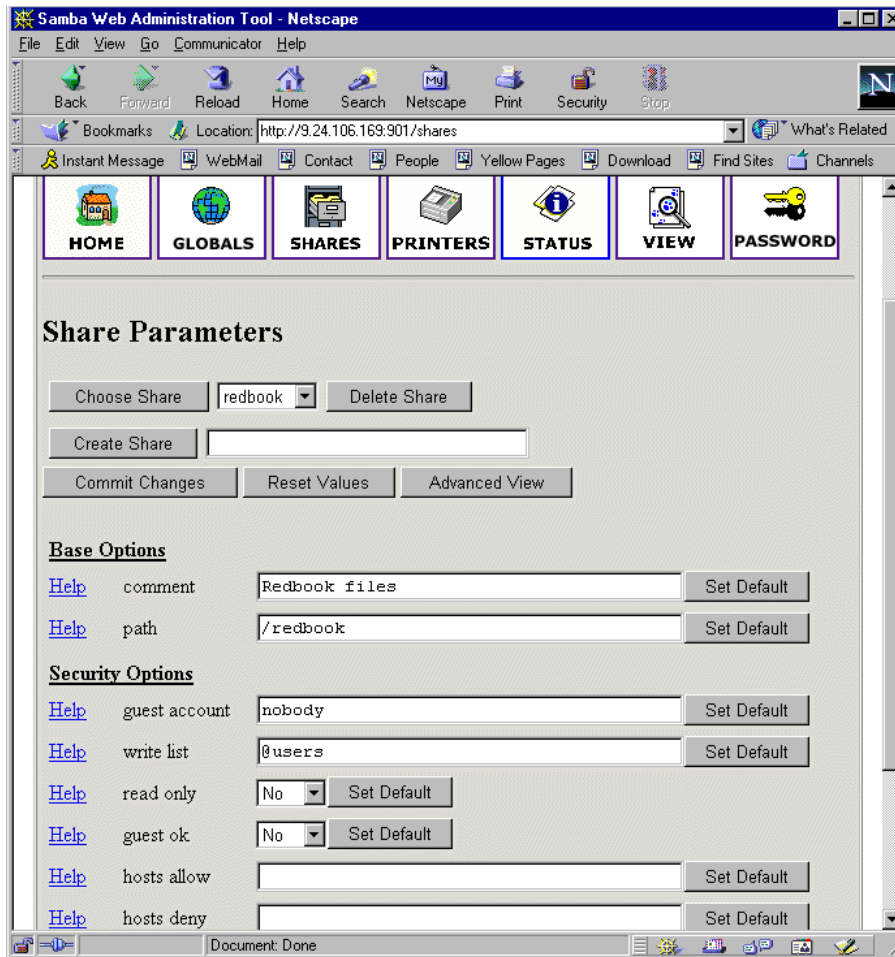 Samba Web Administration Tool - Netscape
File Edit View Go Communicator Help
My
Back Forward Reload Home Search Netscape Print Security Stop
N
Bookmarks Location: http://9.24.106.169:901/shares What's Related
Instant Message WebMail Contact People Yellow Pages Download Find Sites Channels
HOME GLOBALS SHARES PRINTERS STATUS VIEW PASSWORD
Share Parameters
Choose Share redbook Delete Share
Create Share
Commit Changes Reset Values Advanced View
Base Options
Help comment Redbook files Set Default
Help path /redbook Set Default
Security Options
Help guest account nobody Set Default
Help write list @users Set Default
Help read only No Set Default
Help guest ok No Set Default
Help hosts allow Set Default
Help hosts deny Set Default
Document: Done